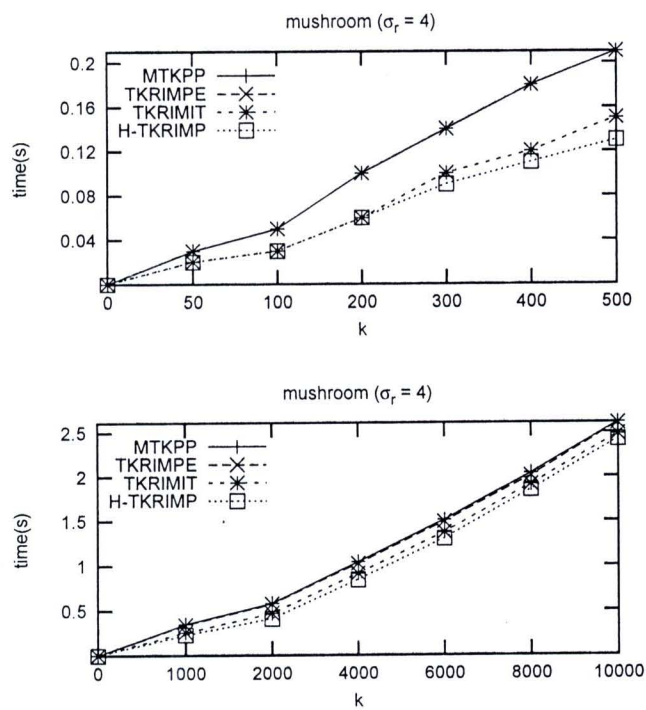 mushroom (σr = 4)
0.2
0.16
0.12
0.08
0.04
time(s)
MTKPP
TKRIMPE
TKRIMIT
H-TKRIMP
0 50 100 200 300 400 500
k
mushroom (σr = 4)
2.5
2
1.5
1
0.5
time(s)
MTKPP
TKRIMPE
TKRIMIT
H-TKRIMP
0 1000 2000 4000 6000 8000 10000
k